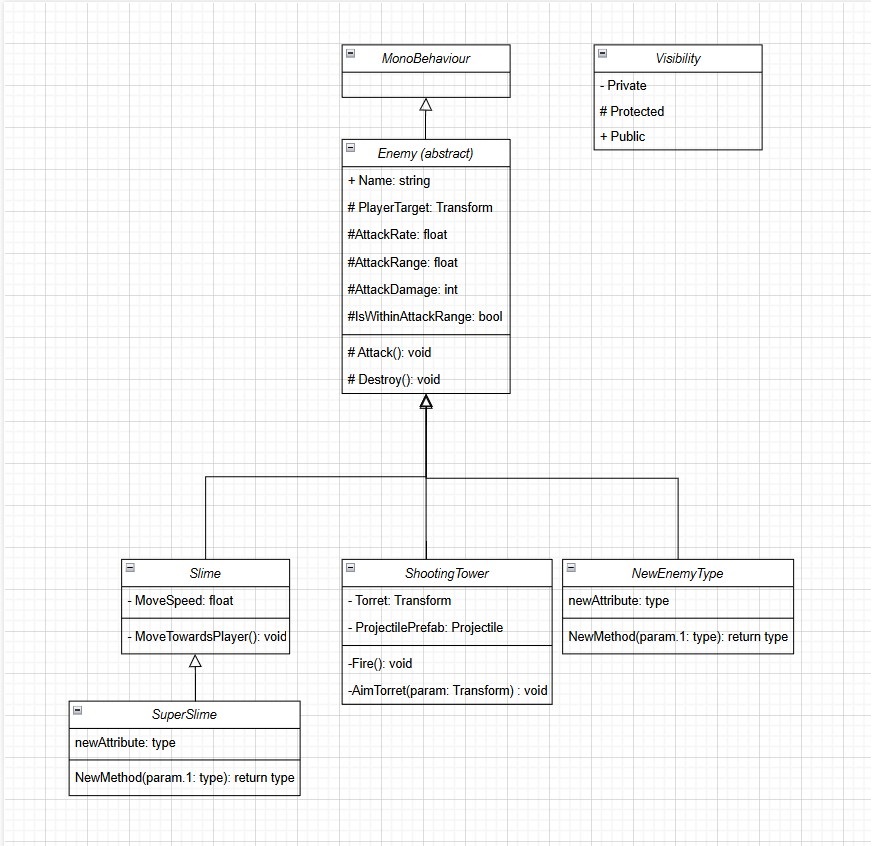 MonoBehaviour
Visibility
- Private
# Protected
+ Public
Enemy (abstract)
+ Name: string
# PlayerTarget: Transform
#AttackRate: float
#AttackRange: float
#AttackDamage: int
#IsWithinAttackRange: bool
# Attack(): void
# Destroy(): void
Slime
- MoveSpeed: float
- MoveTowardsPlayer(): void
ShootingTower
- Torret: Transform
- ProjectilePrefab: Projectile
-Fire(): void
-AimTorret(param: Transform) : void
NewEnemyType
newAttribute: type
NewMethod(param.1: type): return type
SuperSlime
newAttribute: type
NewMethod(param.1: type): return type